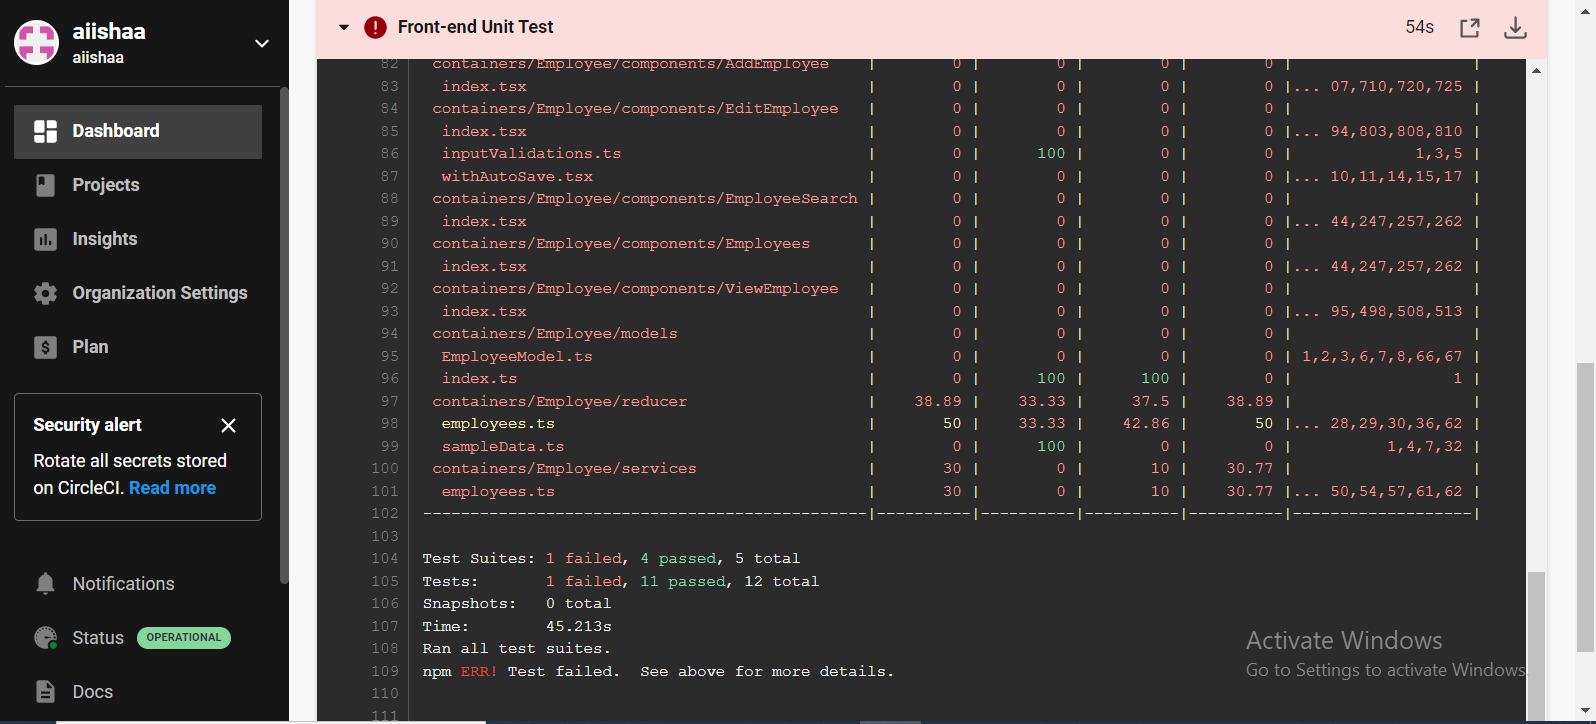 aiishaa
aiishaa
Dashboard
Projects
Insights
Organization Settings
Plan
Security alert
Rotate all secrets stored
on CircleCI. Read more
Notifications
Status OPERATIONAL
Docs
Front-end Unit Test 54s
82 containers/Employee/components/AddEmployee | 0 | 0 | 0 | 0 | |
83 index.tsx | 0 | 0 | 0 | 0 |... 07,710,720,725 |
84 containers/Employee/components/EditEmployee | 0 | 0 | 0 | 0 | |
85 index.tsx | 0 | 0 | 0 | 0 |... 94,803,808,810 |
86 inputValidations.ts | 0 | 100 | 0 | 0 | 1,3,5 |
87 withAutoSave.tsx | 0 | 0 | 0 | 0 |... 10,11,14,15,17 |
88 containers/Employee/components/EmployeeSearch | 0 | 0 | 0 | 0 | |
89 index.tsx | 0 | 0 | 0 | 0 |... 44,247,257,262 |
90 containers/Employee/components/Employees | 0 | 0 | 0 | 0 | |
91 index.tsx | 0 | 0 | 0 | 0 |... 44,247,257,262 |
92 containers/Employee/components/ViewEmployee | 0 | 0 | 0 | 0 | |
93 index.tsx | 0 | 0 | 0 | 0 |... 95,498,508,513 |
94 containers/Employee/models | 0 | 0 | 0 | 0 | |
95 EmployeeModel.ts | 0 | 0 | 0 | 0 | 1,2,3,6,7,8,66,67 |
96 index.ts | 0 | 100 | 100 | 0 | 1 |
97 containers/Employee/reducer | 38.89 | 33.33 | 37.5 | 38.89 | |
98 employees.ts | 50 | 33.33 | 42.86 | 50 |... 28,29,30,36,62 |
99 sampleData.ts | 0 | 100 | 0 | 0 | 1,4,7,32 |
100 containers/Employee/services | 30 | 0 | 10 | 30.77 | |
101 employees.ts | 30 | 0 | 10 | 30.77 |... 50,54,57,61,62 |
102 -----------------------------------------------|----------|----------|----------|----------|-------------------|
103
104 Test Suites: 1 failed, 4 passed, 5 total
105 Tests: 1 failed, 11 passed, 12 total
106 Snapshots: 0 total
107 Time: 45.213s
108 Ran all test suites.
109 npm ERR! Test failed. See above for more details.
110
111
Activate Windows
Go to Settings to activate Windows.